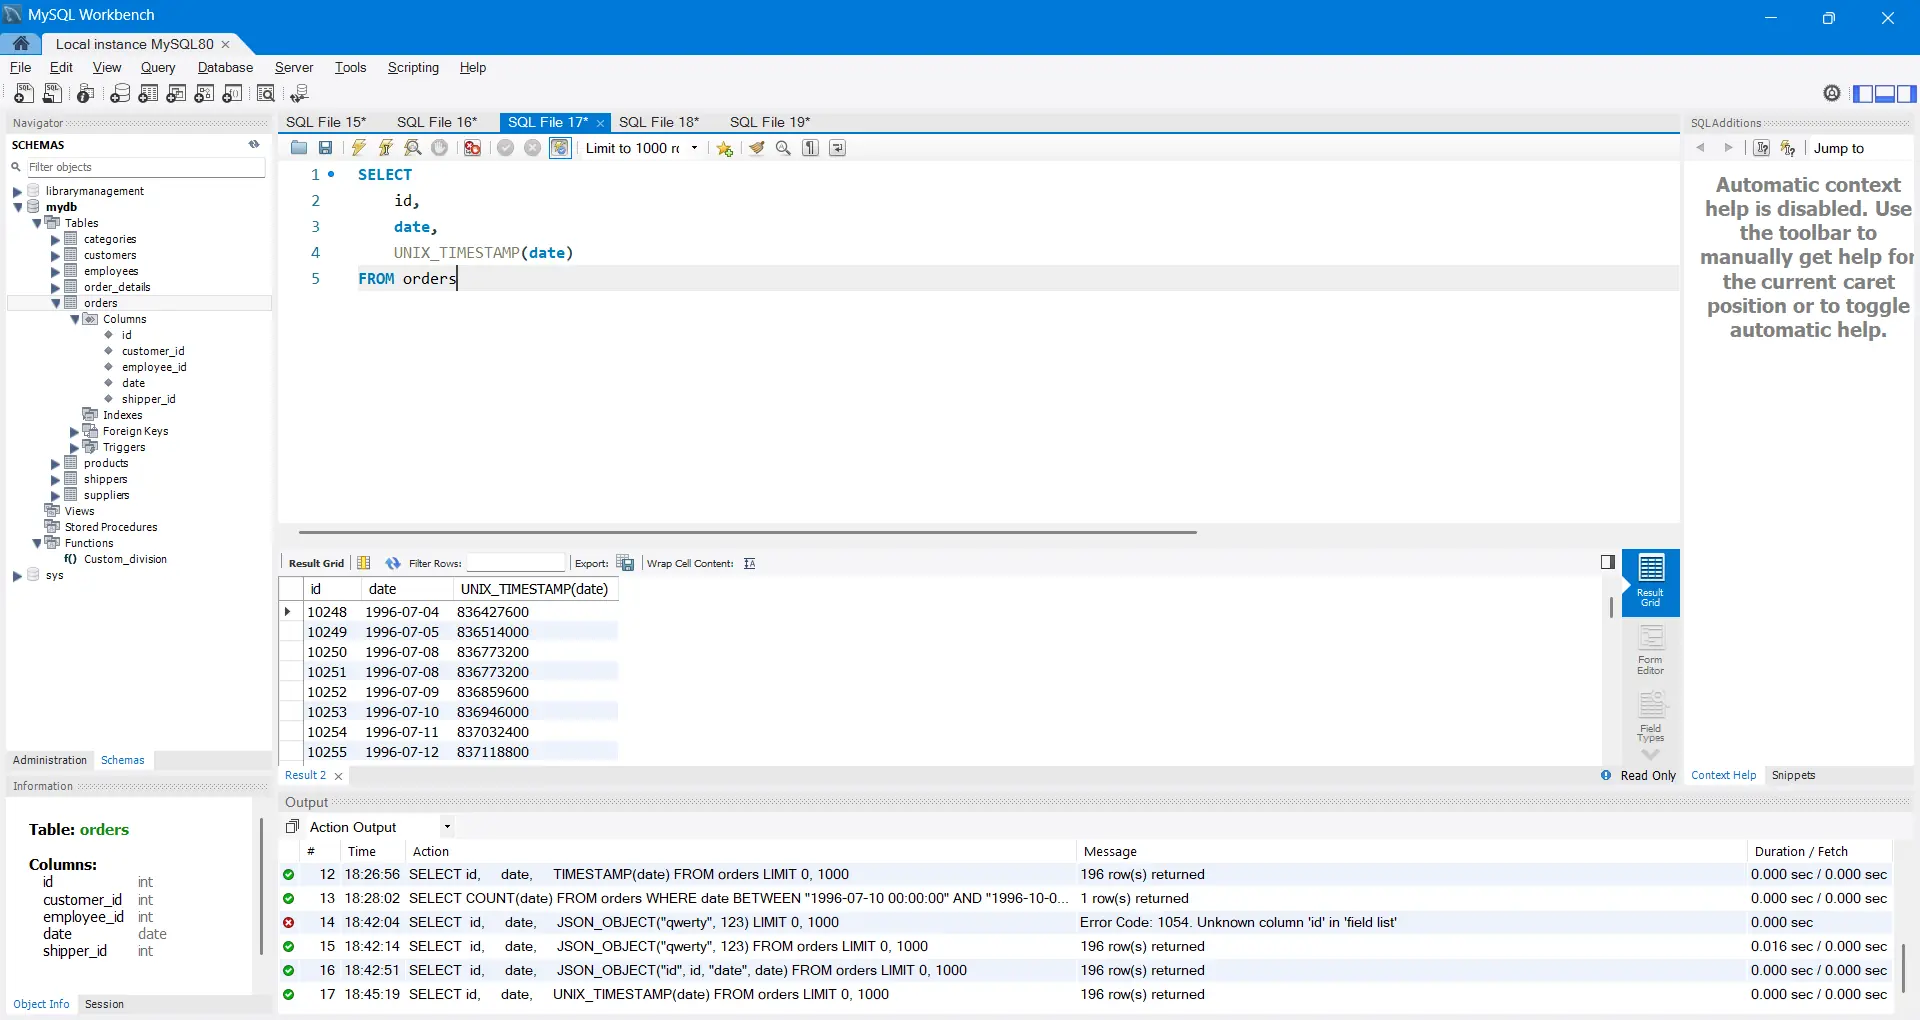 MySQL Workbench
Local instance MySQL80
File Edit View Query Database Server Tools Scripting Help
Navigator
SCHEMAS
Filter objects
librarymanagement
mydb
Tables
categories
customers
employees
order_details
orders
Columns
id
customer_id
employee_id
date
shipper_id
Indexes
Foreign Keys
Triggers
products
shippers
suppliers
Views
Stored Procedures
Functions
f() Custom_division
sys
Administration Schemas
Information
Table: orders
Columns:
id int
customer_id int
employee_id int
date date
shipper_id int
Object Info Session
SQL File 15* SQL File 16* SQL File 17* SQL File 18* SQL File 19*
Limit to 1000 rc
1 SELECT
2 id,
3 date,
4 UNIX_TIMESTAMP(date)
5 FROM orders
Result Grid Filter Rows: Export: Wrap Cell Content:
id date UNIX_TIMESTAMP(date)
10248 1996-07-04 836427600
10249 1996-07-05 836514000
10250 1996-07-08 836773200
10251 1996-07-08 836773200
10252 1996-07-09 836859600
10253 1996-07-10 836946000
10254 1996-07-11 837032400
10255 1996-07-12 837118800
Result Grid
Form Editor
Field Types
Result 2
Read Only
SQLAdditions
Jump to
Automatic context
help is disabled. Use
the toolbar to
manually get help for
the current caret
position or to toggle
automatic help.
Context Help Snippets
Output
Action Output
# Time Action Message Duration / Fetch
12 18:26:56 SELECT id, date, TIMESTAMP(date) FROM orders LIMIT 0, 1000 196 row(s) returned 0.000 sec / 0.000 sec
13 18:28:02 SELECT COUNT(date) FROM orders WHERE date BETWEEN "1996-07-10 00:00:00" AND "1996-10-0... 1 row(s) returned 0.000 sec / 0.000 sec
14 18:42:04 SELECT id, date, JSON_OBJECT("qwerty", 123) LIMIT 0, 1000 Error Code: 1054. Unknown column 'id' in 'field list' 0.000 sec
15 18:42:14 SELECT id, date, JSON_OBJECT("qwerty", 123) FROM orders LIMIT 0, 1000 196 row(s) returned 0.016 sec / 0.000 sec
16 18:42:51 SELECT id, date, JSON_OBJECT("id", id, "date", date) FROM orders LIMIT 0, 1000 196 row(s) returned 0.000 sec / 0.000 sec
17 18:45:19 SELECT id, date, UNIX_TIMESTAMP(date) FROM orders LIMIT 0, 1000 196 row(s) returned 0.000 sec / 0.000 sec